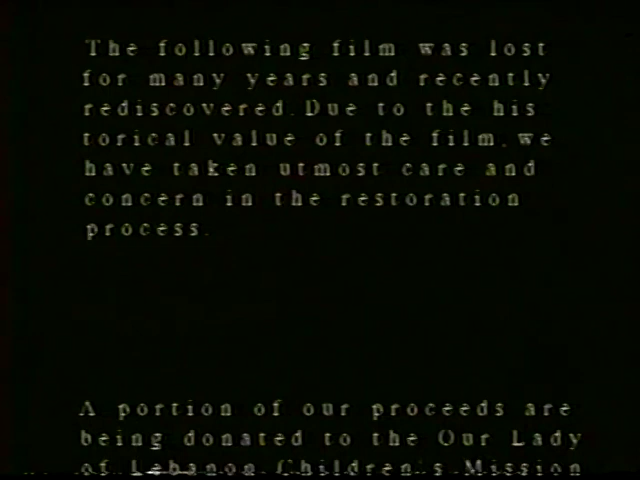 The following film was lost
for many years and recently
rediscovered.Due to the his
torical value of the film,we
have taken utmost care and
concern in the restoration
process.
A portion of our proceeds are
being donated to the Our Lady
of Lebanon Children's Mission